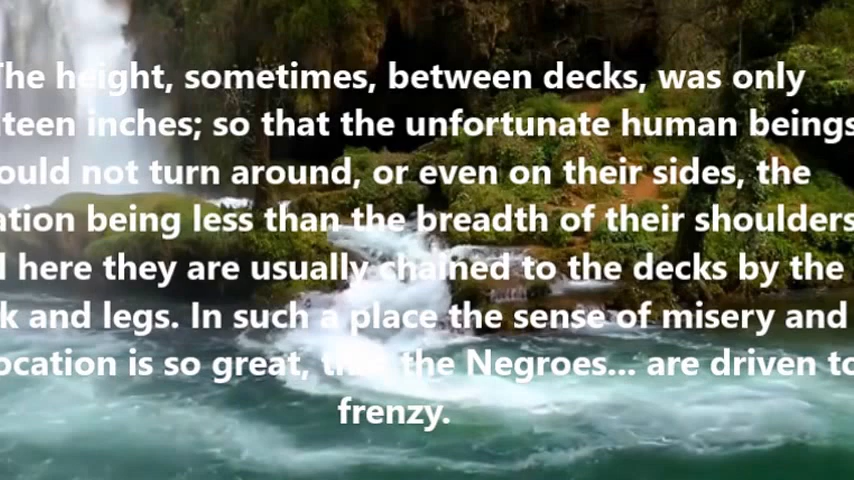 The height, sometimes, between decks, was only
inches; so that the unfortunate human beings
not turn around, or even on their sides, the
being less than the breadth of their shoulders
here they are usually chained to the decks by the
and legs. In such a place the sense of misery and
is so great, that the Negroes... are driven to
frenzy.